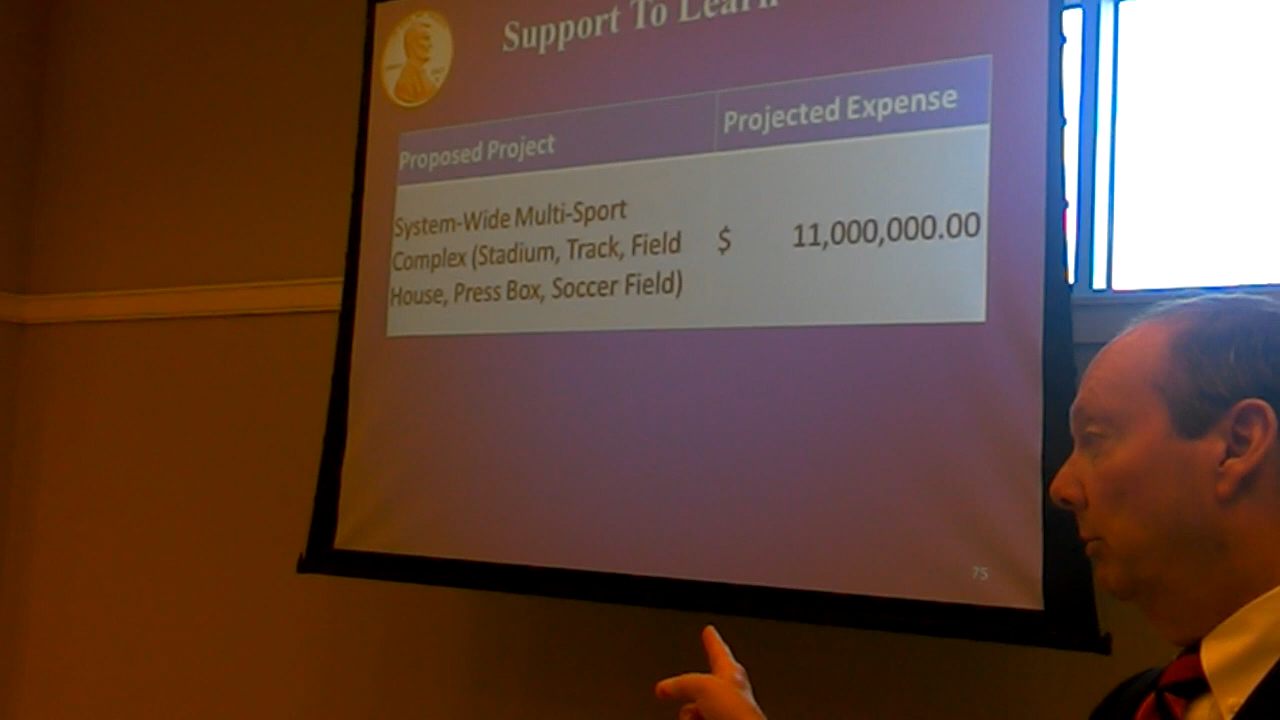 Support To Learn
Proposed Project
Projected Expense
System-Wide Multi-Sport
Complex (Stadium, Track, Field
House, Press Box, Soccer Field)
$ 11,000,000.00
75